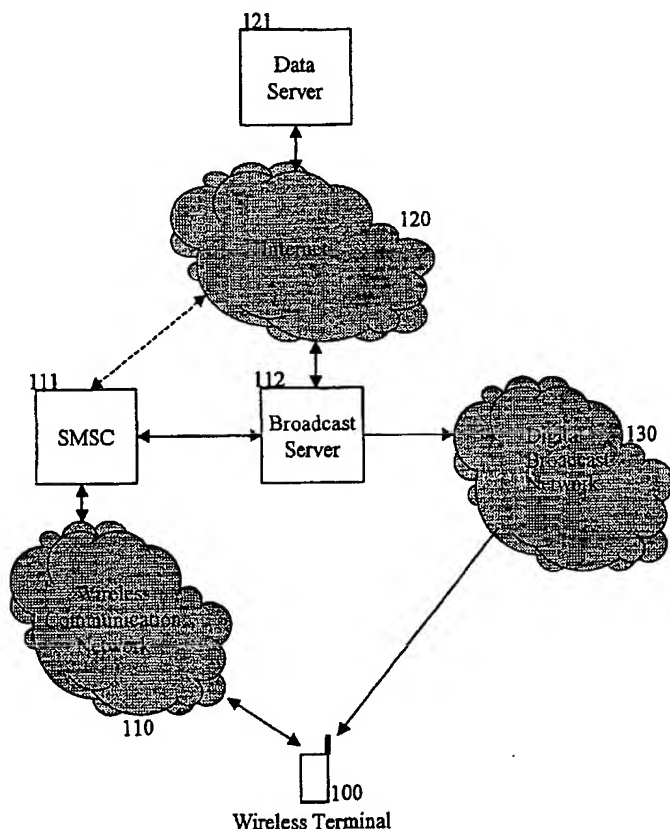 121
Data
Server
120
Internet
111
SMSC
112
Broadcast
Server
130
Digital
Broadcast
Network
Wireless
Communication
Network
110
100
Wireless Terminal